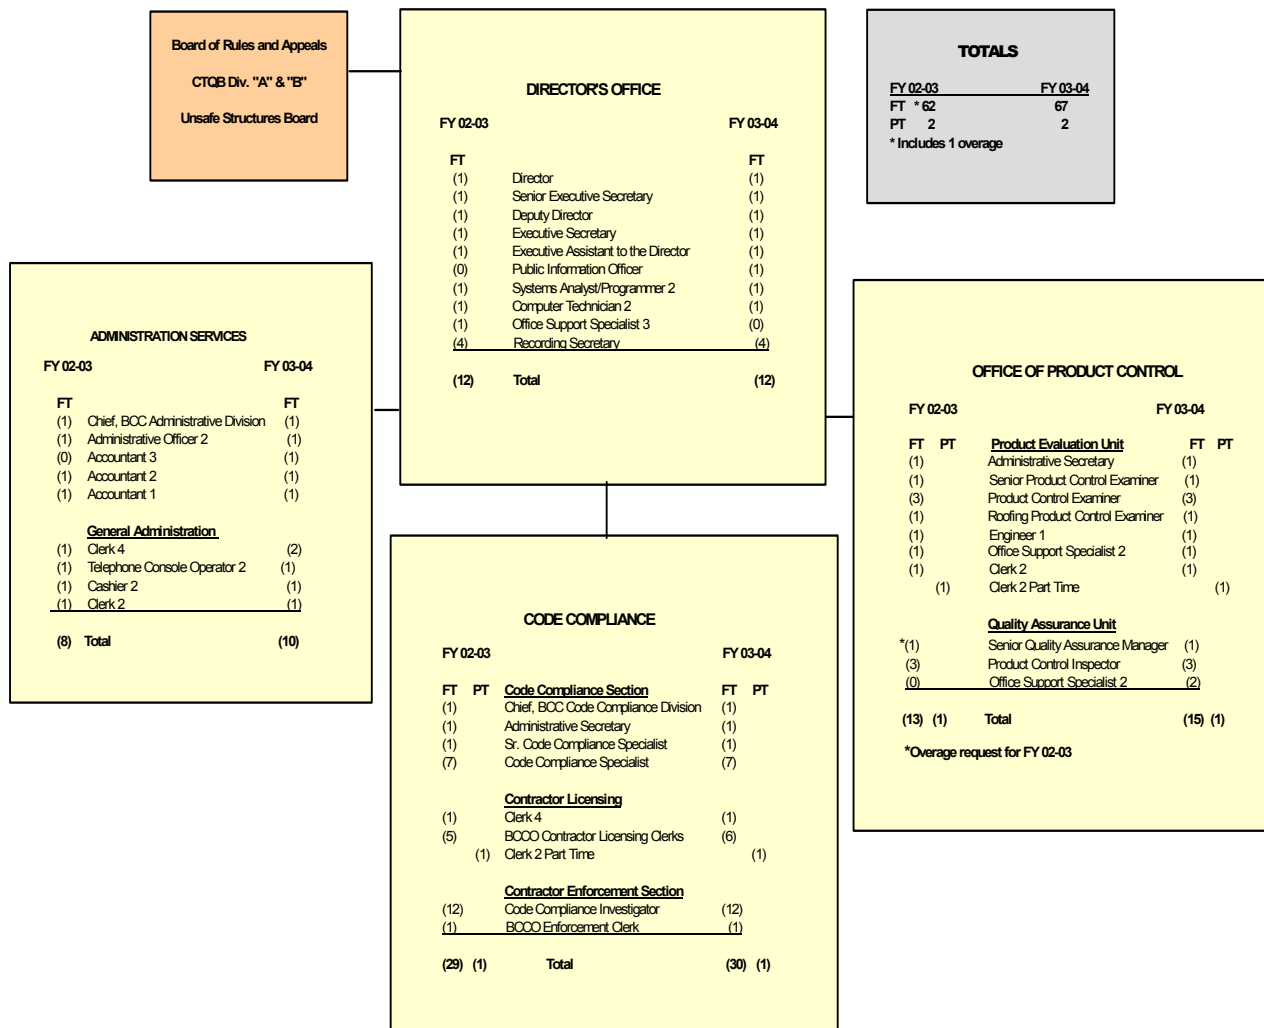 Board of Rules and Appeals
CTQB Div. "A" & "B"
Unsafe Structures Board
DIRECTOR'S OFFICE
FY 02-03 FY 03-04
FT FT
(1) Director (1)
(1) Senior Executive Secretary (1)
(1) Deputy Director (1)
(1) Executive Secretary (1)
(1) Executive Assistant to the Director (1)
(0) Public Information Officer (1)
(1) Systems Analyst/Programmer 2 (1)
(1) Computer Technician 2 (1)
(1) Office Support Specialist 3 (0)
(4) Recording Secretary (4)
(12) Total (12)
TOTALS
FY 02-03 FY 03-04
FT * 62 67
PT 2 2
* Includes 1 overage
ADMINISTRATION SERVICES
FY 02-03 FY 03-04
FT FT
(1) Chief, BCC Administrative Division (1)
(1) Administrative Officer 2 (1)
(0) Accountant 3 (1)
(1) Accountant 2 (1)
(1) Accountant 1 (1)
General Administration
(1) Clerk 4 (2)
(1) Telephone Console Operator 2 (1)
(1) Cashier 2 (1)
(1) Clerk 2 (1)
(8) Total (10)
CODE COMPLIANCE
FY 02-03 FY 03-04
FT PT Code Compliance Section FT PT
(1) Chief, BCC Code Compliance Division (1)
(1) Administrative Secretary (1)
(1) Sr. Code Compliance Specialist (1)
(7) Code Compliance Specialist (7)
Contractor Licensing
(1) Clerk 4 (1)
(5) BCCO Contractor Licensing Clerks (6)
(1) Clerk 2 Part Time (1)
Contractor Enforcement Section
(12) Code Compliance Investigator (12)
(1) BCCO Enforcement Clerk (1)
(29) (1) Total (30) (1)
OFFICE OF PRODUCT CONTROL
FY 02-03 FY 03-04
FT PT Product Evaluation Unit FT PT
(1) Administrative Secretary (1)
(1) Senior Product Control Examiner (1)
(3) Product Control Examiner (3)
(1) Roofing Product Control Examiner (1)
(1) Engineer 1 (1)
(1) Office Support Specialist 2 (1)
(1) Clerk 2 (1)
(1) Clerk 2 Part Time (1)
Quality Assurance Unit
*(1) Senior Quality Assurance Manager (1)
(3) Product Control Inspector (3)
(0) Office Support Specialist 2 (2)
(13) (1) Total (15) (1)
*Overage request for FY 02-03